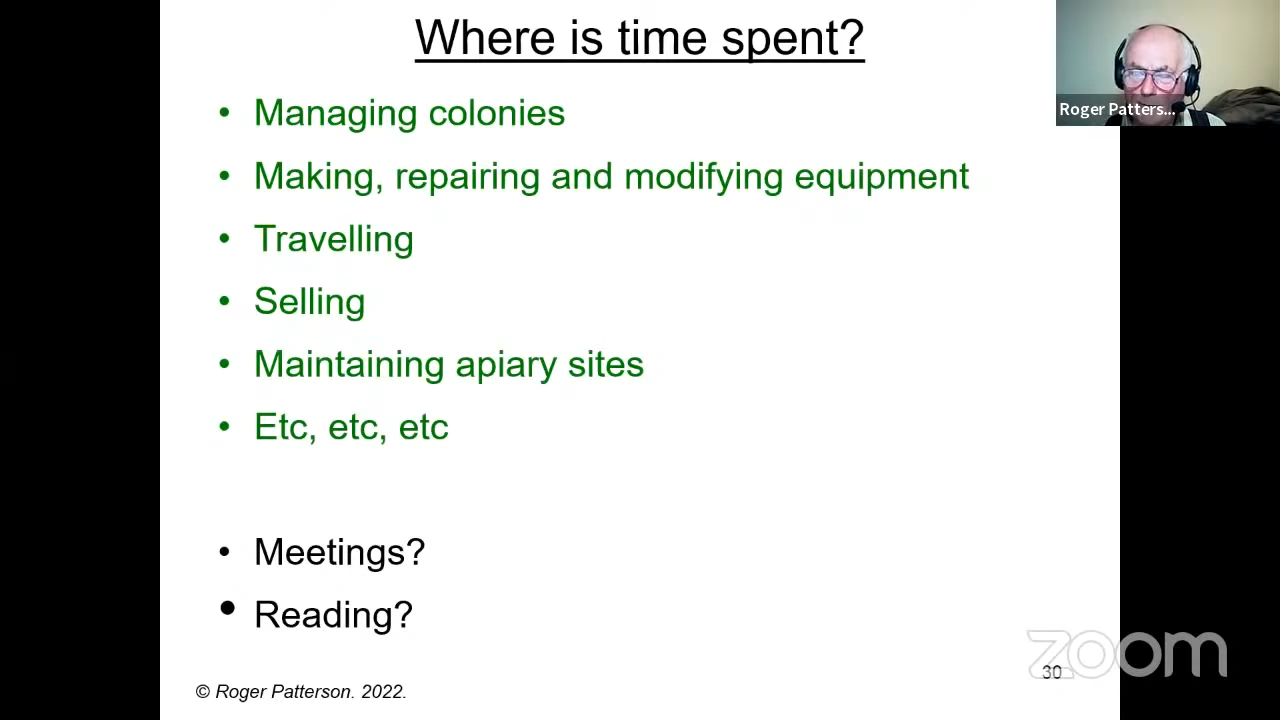 Where is time spent?
• Managing colonies
• Making, repairing and modifying equipment
• Travelling
• Selling
• Maintaining apiary sites
• Etc, etc, etc
• Meetings?
• Reading?
© Roger Patterson. 2022.
30
zoom
Roger Patters...